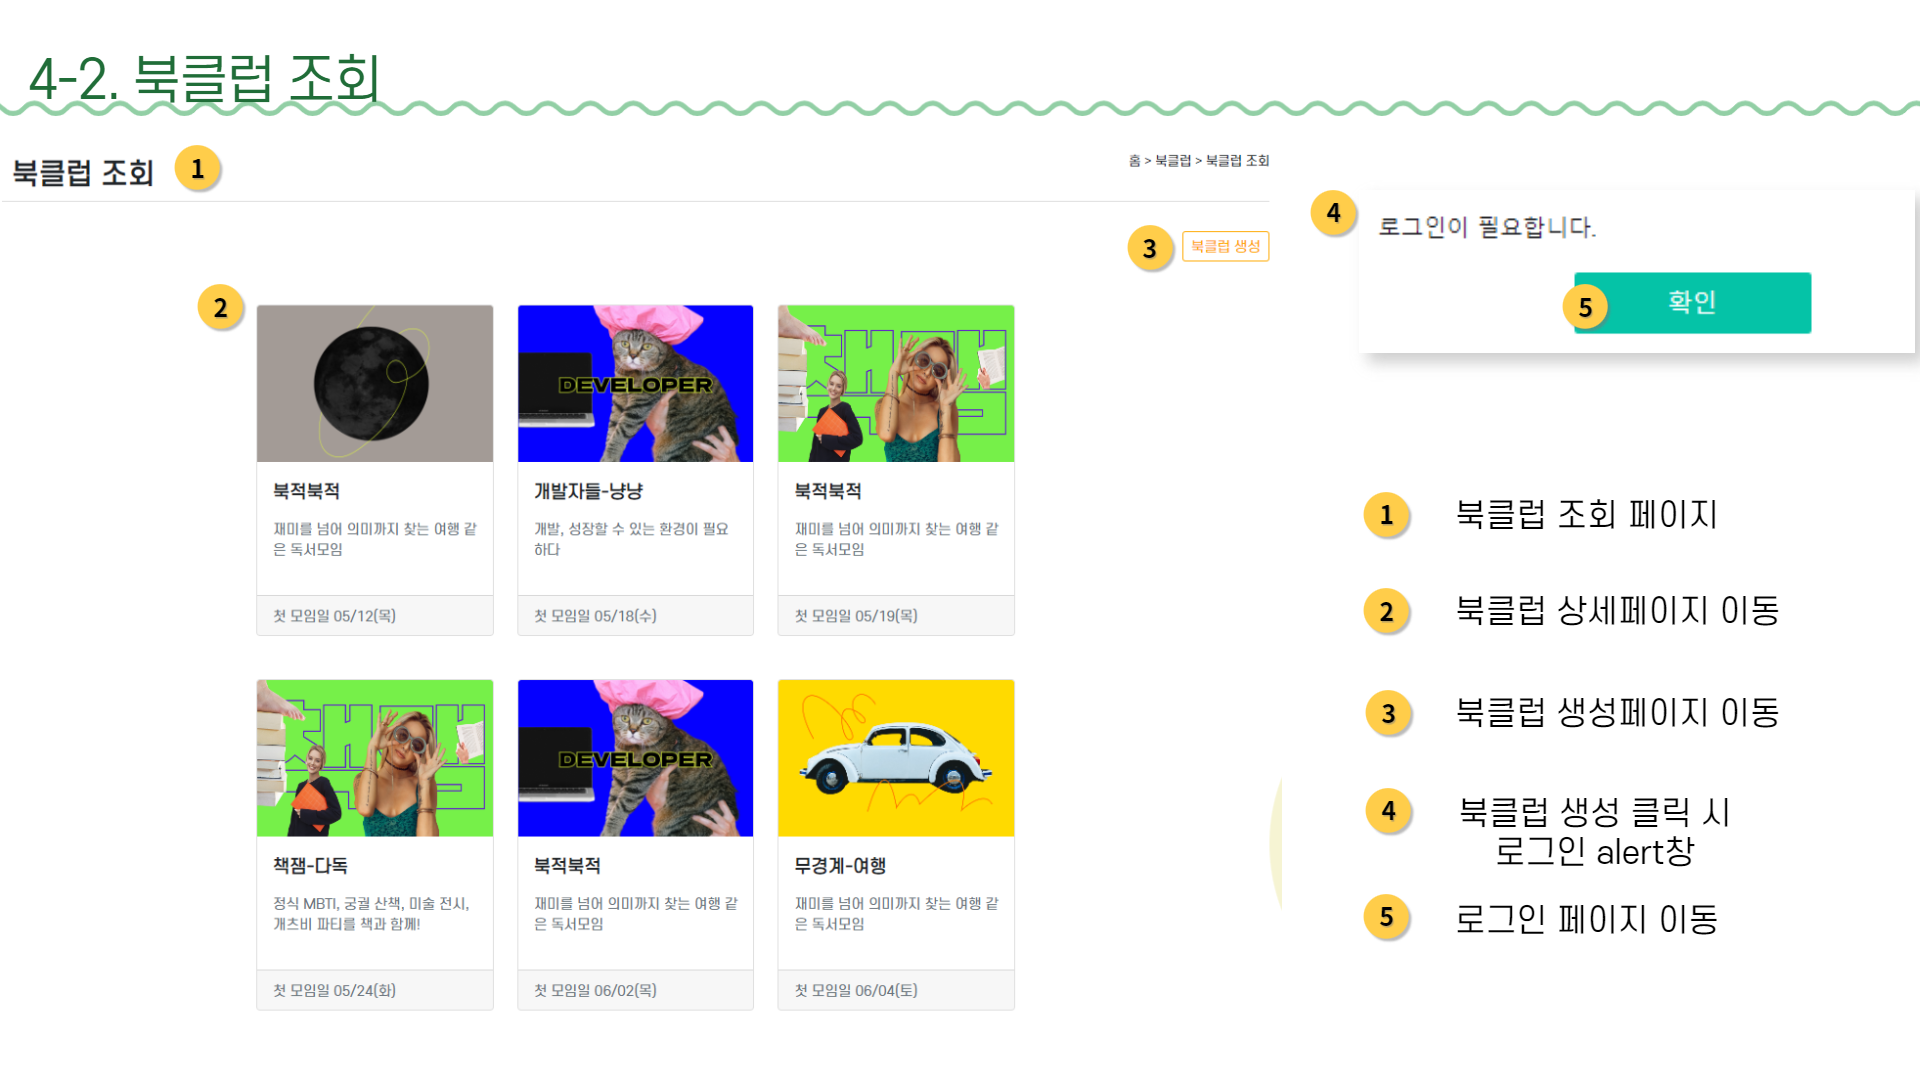 4-2. 북클럽 조회
북클럽 조회
1
홈 > 북클럽 > 북클럽 조회
3
북클럽 생성
2
DEVELOPER
북적북적
재미를 넘어 의미까지 찾는 여행 같
은 독서모임
첫 모임일 05/12(목)
개발자들-냥냥
개발, 성장할 수 있는 환경이 필요
하다
첫 모임일 05/18(수)
북적북적
재미를 넘어 의미까지 찾는 여행 같
은 독서모임
첫 모임일 05/19(목)
DEVELOPER
책잼-다독
정식 MBTI, 궁궐 산책, 미술 전시,
개츠비 파티를 책과 함께!
첫 모임일 05/24(화)
북적북적
재미를 넘어 의미까지 찾는 여행 같
은 독서모임
첫 모임일 06/02(목)
무경계-여행
재미를 넘어 의미까지 찾는 여행 같
은 독서모임
첫 모임일 06/04(토)
4
로그인이 필요합니다.
5
확인
1 북클럽 조회 페이지
2 북클럽 상세페이지 이동
3 북클럽 생성페이지 이동
4 북클럽 생성 클릭 시
로그인 alert창
5 로그인 페이지 이동